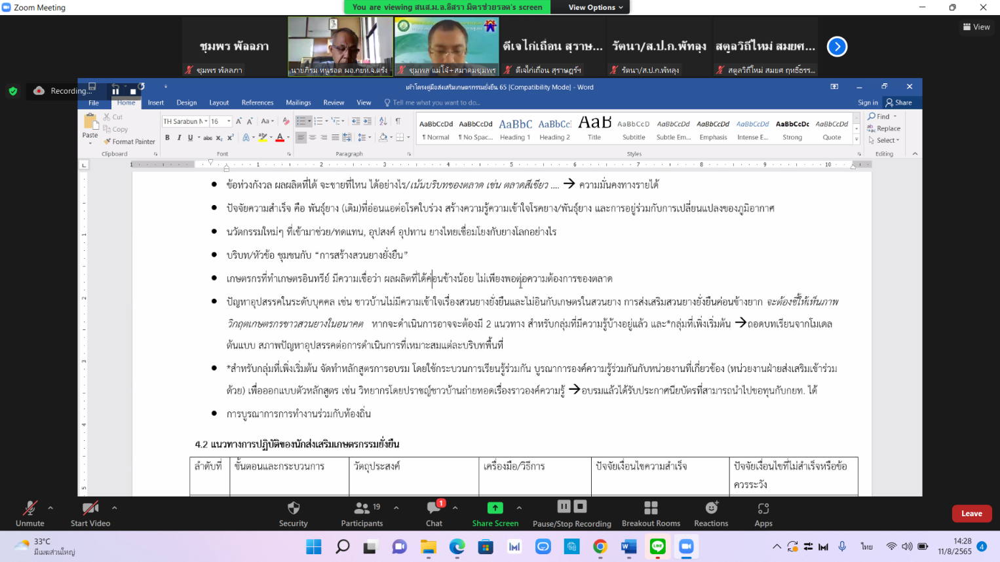 Zoom Meeting
You are viewing สนส.ม.อ.อิสรา มิตรช่วยรอด's screen
View Options
View
ชุมพร พัลลภา
ดีเจไก่เถื่อน สุราษ...
รัตนา/ส.ป.ก.พัทลุง
สตูลวิถีใหม่ สมยศ...
ชุมพร พัลลภา
นายภิรม หนูรอด ผอ.กยท.จ.ตรัง
ชุมพล แม่โจ้+สมาคมชุมพร
ดีเจไก่เถื่อน สุราษฎร์ฯ
รัตนา/ส.ป.ก.พัทลุง
สตูลวิถีใหม่ สมยศ ฤทธิ์ธรร...
Recording...
เค้าโครงคู่มือส่งเสริมเกษตรกรรมยั่งยืน 65 [Compatibility Mode] - Word
File Home Insert Design Layout References Mailings Review View Tell me what you want to do... Sign in Share
Paste
Cut
Copy
Format Painter
Clipboard
TH Sarabun N 16
Font
Paragraph
AaBbCcDd AaBbCcDd AaBbC AaBbCc AaB AaBbCcD AaBbCcDd AaBbCcDd AaBbCcDd AaBbCcDc AaBbCcDd
¶ Normal ¶ No Spac... Heading 1 Heading 2 Title Subtitle Subtle Em... Emphasis Intense E... Strong Quote
Styles
Find
Replace
Select
Editing
1 1 2 3 4 5 6 7 8 9 10
1
2
3
4
5
• ข้อห่วงกังวล ผลผลิตที่ได้ จะขายที่ไหน ได้อย่างไร/เน้นบริบทของตลาด เช่น ตลาดสีเขียว .... → ความมั่นคงทางรายได้
• ปัจจัยความสำเร็จ คือ พันธุ์ยาง (เดิม)ที่อ่อนแอต่อโรคใบร่วง สร้างความรู้ความเข้าใจโรคยาง/พันธุ์ยาง และการอยู่ร่วมกับการเปลี่ยนแปลงของภูมิอากาศ
• นวัตกรรมใหม่ๆ ที่เข้ามาช่วย/ทดแทน, อุปสงค์ อุปทาน ยางไทยเชื่อมโยงกับยางโลกอย่างไร
• บริบท/หัวข้อ ชุมชนกับ “การสร้างสวนยางยั่งยืน”
• เกษตรกรที่ทำเกษตรอินทรีย์ มีความเชื่อว่า ผลผลิตที่ได้ค่อนข้างน้อย ไม่เพียงพอต่อความต้องการของตลาด
• ปัญหาอุปสรรคในระดับบุคคล เช่น ชาวบ้านไม่มีความเข้าใจเรื่องสวนยางยั่งยืนและไม่อินกับเกษตรในสวนยาง การส่งเสริมสวนยางยั่งยืนค่อนข้างยาก จะต้องชี้ให้เห็นภาพ
วิกฤตเกษตรกรชาวสวนยางในอนาคต หากจะดำเนินการอาจจะต้องมี 2 แนวทาง สำหรับกลุ่มที่มีความรู้บ้างอยู่แล้ว และ*กลุ่มที่เพิ่งเริ่มต้น →ถอดบทเรียนจากโมเดล
ต้นแบบ สภาพปัญหาอุปสรรคต่อการดำเนินการที่เหมาะสมแต่ละบริบทพื้นที่
• *สำหรับกลุ่มที่เพิ่งเริ่มต้น จัดทำหลักสูตรการอบรม โดยใช้กระบวนการเรียนรู้ร่วมกัน บูรณาการองค์ความรู้ร่วมกันกับหน่วยงานที่เกี่ยวข้อง (หน่วยงานฝ่ายส่งเสริมเข้าร่วม
ด้วย) เพื่อออกแบบตัวหลักสูตร เช่น วิทยากรโดยปราชญ์ชาวบ้านถ่ายทอดเรื่องราวองค์ความรู้ →อบรมแล้วได้รับประกาศนียบัตรที่สามารถนำไปขอทุนกับกยท. ได้
• การบูรณาการการทำงานร่วมกับท้องถิ่น
4.2 แนวทางการปฏิบัติของนักส่งเสริมเกษตรกรรมยั่งยืน
ลำดับที่ ขั้นตอนและกระบวนการ วัตถุประสงค์ เครื่องมือ/วิธีการ ปัจจัยเงื่อนไขความสำเร็จ ปัจจัยเงื่อนไขที่ไม่สำเร็จหรือข้อ
ควรระวัง
Unmute
Start Video
Security
Participants 19
Chat 1
Share Screen
Pause/Stop Recording
Breakout Rooms
Reactions
Apps
Leave
33°C
มีเมฆส่วนใหญ่
ไทย
14:28
11/8/2565
4